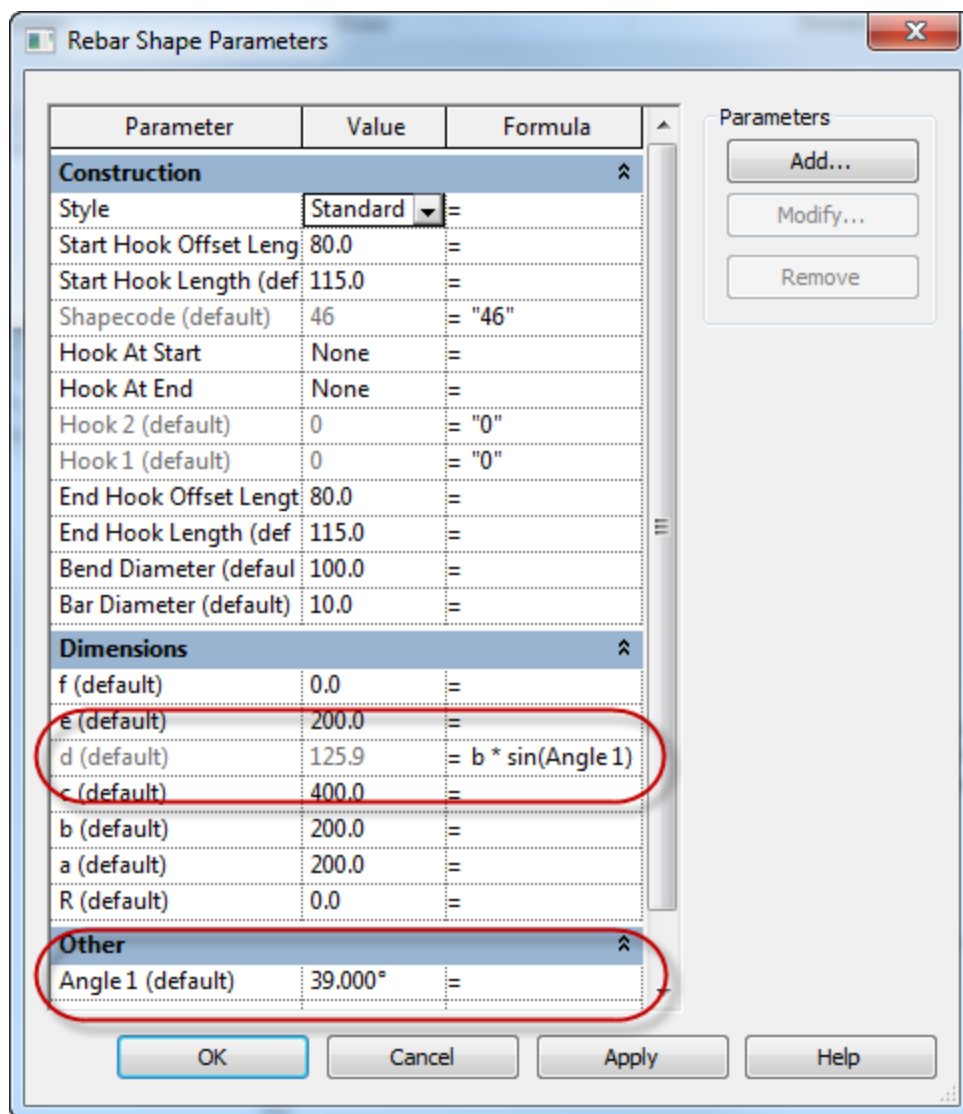 Rebar Shape Parameters
Parameter Value Formula
Construction
Style Standard =
Start Hook Offset Leng 80.0 =
Start Hook Length (def 115.0 =
Shapecode (default) 46 = "46"
Hook At Start None =
Hook At End None =
Hook 2 (default) 0 = "0"
Hook 1 (default) 0 = "0"
End Hook Offset Lengt 80.0 =
End Hook Length (def 115.0 =
Bend Diameter (defaul 100.0 =
Bar Diameter (default) 10.0 =
Dimensions
f (default) 0.0 =
e (default) 200.0 =
d (default) 125.9 = b * sin(Angle 1)
c (default) 400.0 =
b (default) 200.0 =
a (default) 200.0 =
R (default) 0.0 =
Other
Angle 1 (default) 39.000° =
Parameters
Add...
Modify...
Remove
OK Cancel Apply Help